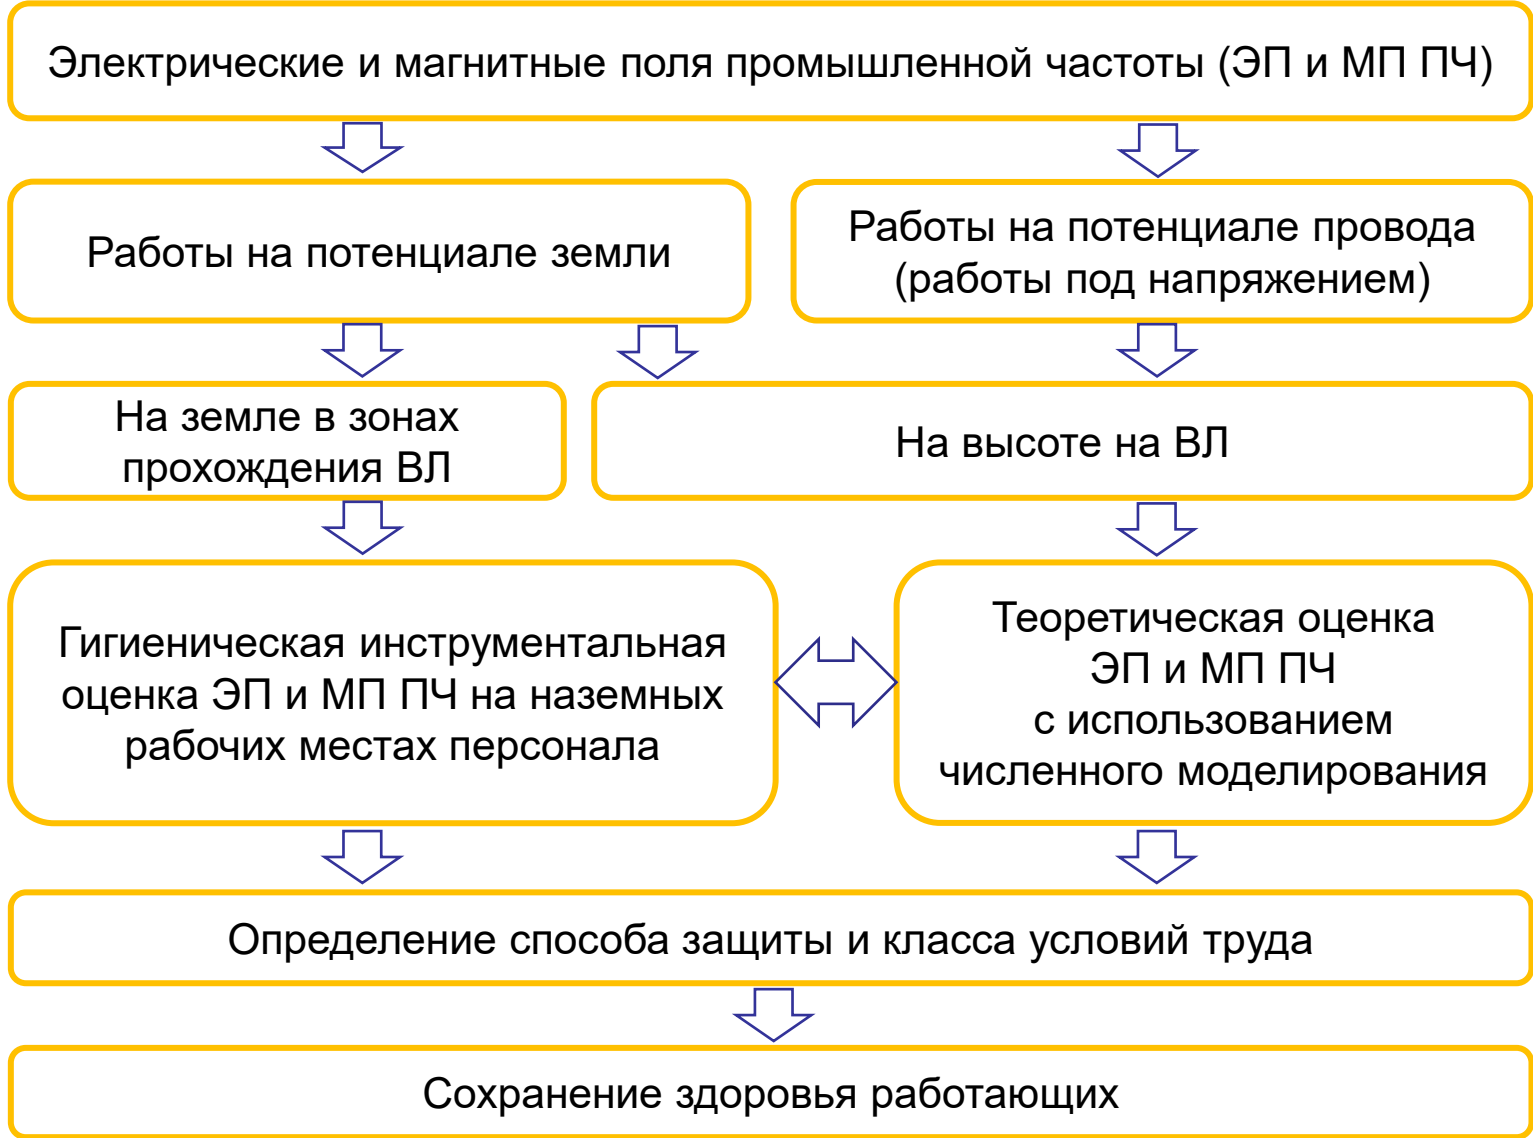 Электрические и магнитные поля промышленной частоты (ЭП и МП ПЧ)
Работы на потенциале земли
Работы на потенциале провода
(работы под напряжением)
На земле в зонах
прохождения ВЛ
На высоте на ВЛ
Гигиеническая инструментальная
оценка ЭП и МП ПЧ на наземных
рабочих местах персонала
Теоретическая оценка
ЭП и МП ПЧ
с использованием
численного моделирования
Определение способа защиты и класса условий труда
Сохранение здоровья работающих